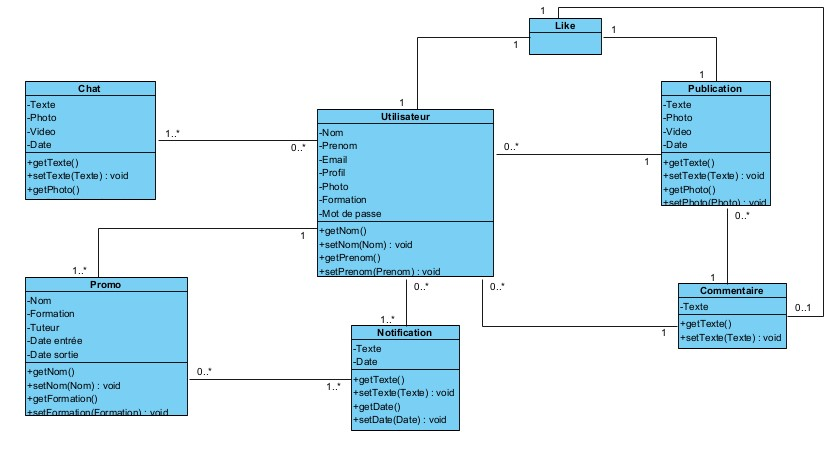 Like
1
1
1
1
1
0..1
Chat
-Texte
-Photo
-Video
-Date
+getTexte()
+setTexte(Texte) : void
+getPhoto()
1..*
0..*
Utilisateur
-Nom
-Prenom
-Email
-Profil
-Photo
-Formation
-Mot de passe
+getNom()
+setNom(Nom) : void
+getPrenom()
+setPrenom(Prenom) : void
0..*
1
Publication
-Texte
-Photo
-Video
-Date
+getTexte()
+setTexte(Texte) : void
+getPhoto()
+setPhoto(Photo) : void
0..*
1
1
1..*
Promo
-Nom
-Formation
-Tuteur
-Date entrée
-Date sortie
+getNom()
+setNom(Nom) : void
+getFormation()
+setFormation(Formation) : void
0..*
1..*
0..*
1..*
Notification
-Texte
-Date
+getTexte()
+setTexte(Texte) : void
+getDate()
+setDate(Date) : void
0..*
1
Commentaire
-Texte
+getTexte()
+setTexte(Texte) : void